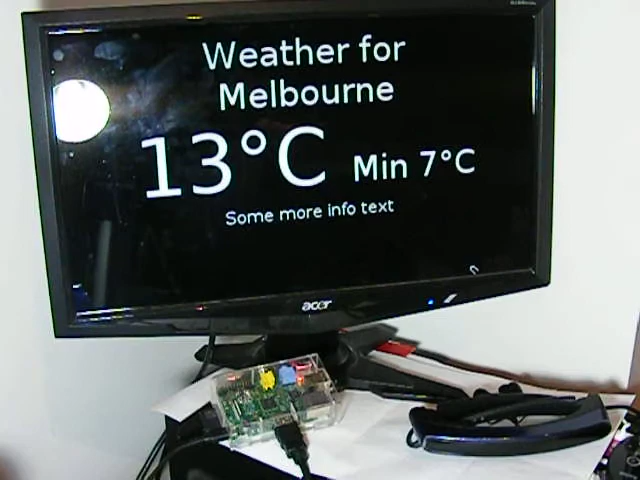 Weather for
Melbourne
13°C Min 7°C
Some more info text
acer